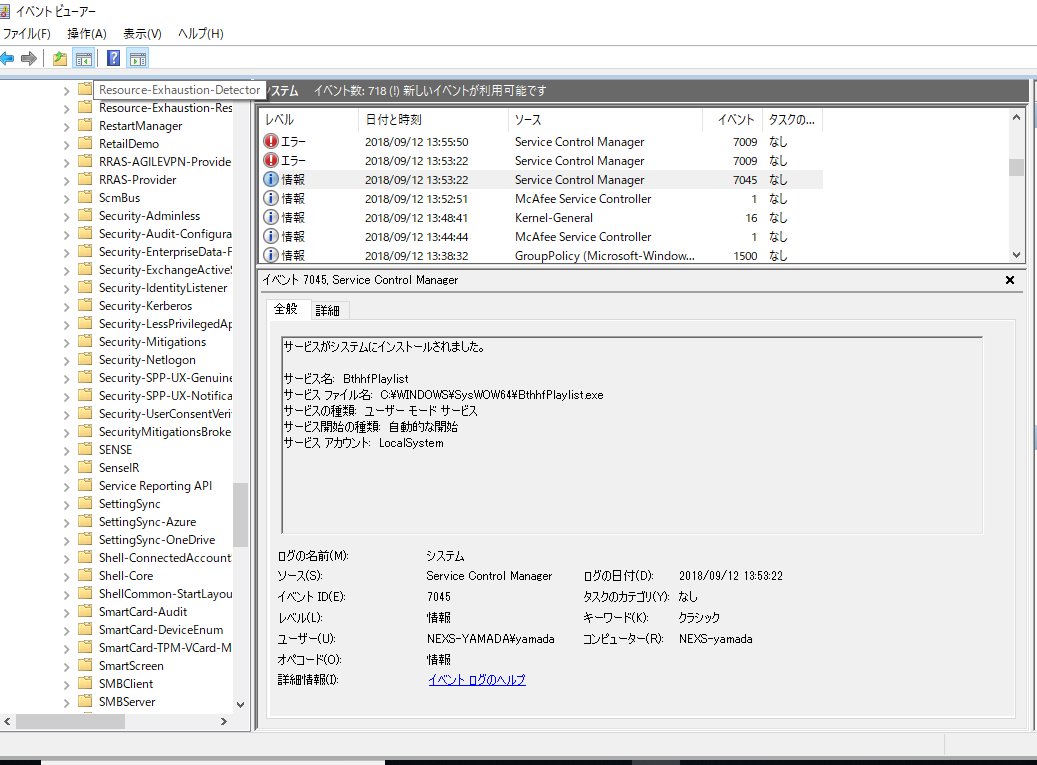 イベント ビューアー
ファイル(F) 操作(A) 表示(V) ヘルプ(H)
Resource-Exhaustion-Detector
Resource-Exhaustion-Res
RestartManager
RetailDemo
RRAS-AGILEVPN-Provide
RRAS-Provider
ScmBus
Security-Adminless
Security-Audit-Configura
Security-EnterpriseData-F
Security-ExchangeActiveS
Security-IdentityListener
Security-Kerberos
Security-LessPrivilegedAp
Security-Mitigations
Security-Netlogon
Security-SPP-UX-Genuine
Security-SPP-UX-Notifica
Security-UserConsentVeri
SecurityMitigationsBroke
SENSE
SenseIR
Service Reporting API
SettingSync
SettingSync-Azure
SettingSync-OneDrive
Shell-ConnectedAccount
Shell-Core
ShellCommon-StartLayou
SmartCard-Audit
SmartCard-DeviceEnum
SmartCard-TPM-VCard-M
SmartScreen
SMBClient
SMBServer
ステム イベント数: 718 (!) 新しいイベントが利用可能です
レベル 日付と時刻 ソース イベント タスクの...
エラー 2018/09/12 13:55:50 Service Control Manager 7009 なし
エラー 2018/09/12 13:53:22 Service Control Manager 7009 なし
情報 2018/09/12 13:53:22 Service Control Manager 7045 なし
情報 2018/09/12 13:52:51 McAfee Service Controller 1 なし
情報 2018/09/12 13:48:41 Kernel-General 16 なし
情報 2018/09/12 13:44:44 McAfee Service Controller 1 なし
情報 2018/09/12 13:38:32 GroupPolicy (Microsoft-Window... 1500 なし
イベント 7045, Service Control Manager
全般 詳細
サービスがシステムにインストールされました。
サービス名: BthhfPlaylist
サービス ファイル名: C:¥WINDOWS¥SysWOW64¥BthhfPlaylist.exe
サービスの種類: ユーザー モード サービス
サービス開始の種類: 自動的な開始
サービス アカウント: LocalSystem
ログの名前(M): システム
ソース(S): Service Control Manager ログの日付(D): 2018/09/12 13:53:22
イベント ID(E): 7045 タスクのカテゴリ(Y): なし
レベル(L): 情報 キーワード(K): クラシック
ユーザー(U): NEXS-YAMADA¥yamada コンピューター(R): NEXS-yamada
オペコード(O): 情報
詳細情報(I): イベント ログのヘルプ